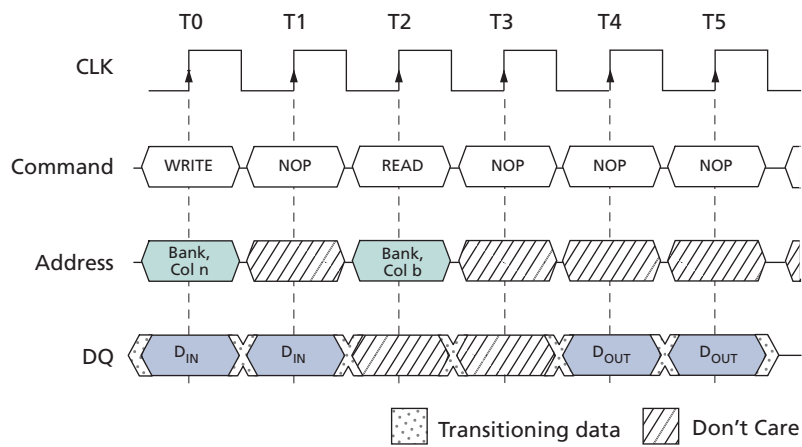 T0 T1 T2 T3 T4 T5
CLK
Command WRITE NOP READ NOP NOP NOP
Address Bank, Col n Bank, Col b
DQ DIN DIN DOUT DOUT
Transitioning data Don't Care